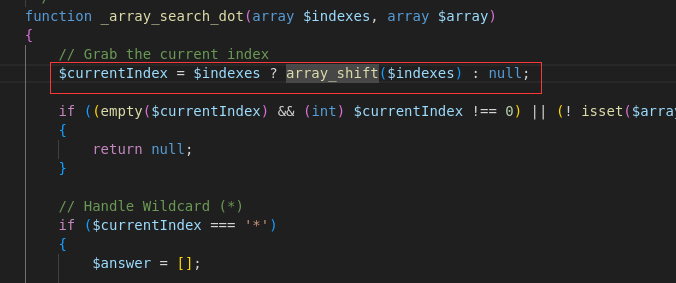 function _array_search_dot(array $indexes, array $array)
{
// Grab the current index
$currentIndex = $indexes ? array_shift($indexes) : null;
if ((empty($currentIndex) && (int) $currentIndex !== 0) || (! isset($array
{
return null;
}
// Handle Wildcard (*)
if ($currentIndex === '*')
{
$answer = [];